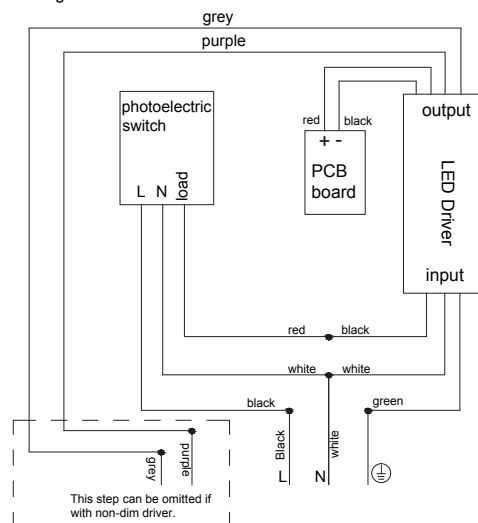 grey
purple
photoelectric
switch
L N load
red black
+ -
PCB
board
output
LED Driver
input
red black
white white
black green
Black white
L N
grey purple
This step can be omitted if
with non-dim driver.